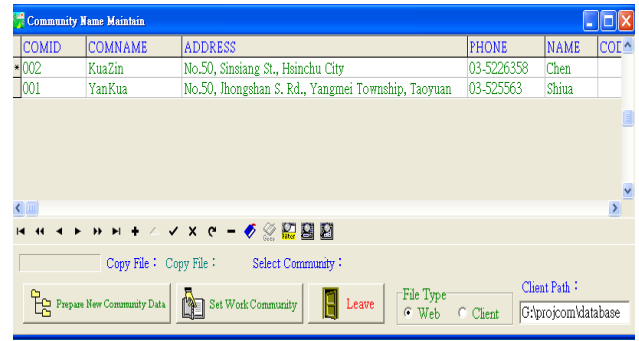 Community Name Maintain
COMID COMNAME ADDRESS PHONE NAME COD
002 KuaZin No.50, Sinsiang St., Hsinchu City 03-5226358 Chen
001 YanKua No.50, Jhongshan S. Rd., Yangmei Township, Taoyuan 03-525563 Shiua
Goto Filter
Copy File： Copy File： Select Community：
Prepare New Community Data Set Work Community Leave File Type Web Client Client Path： G:\projcom\database